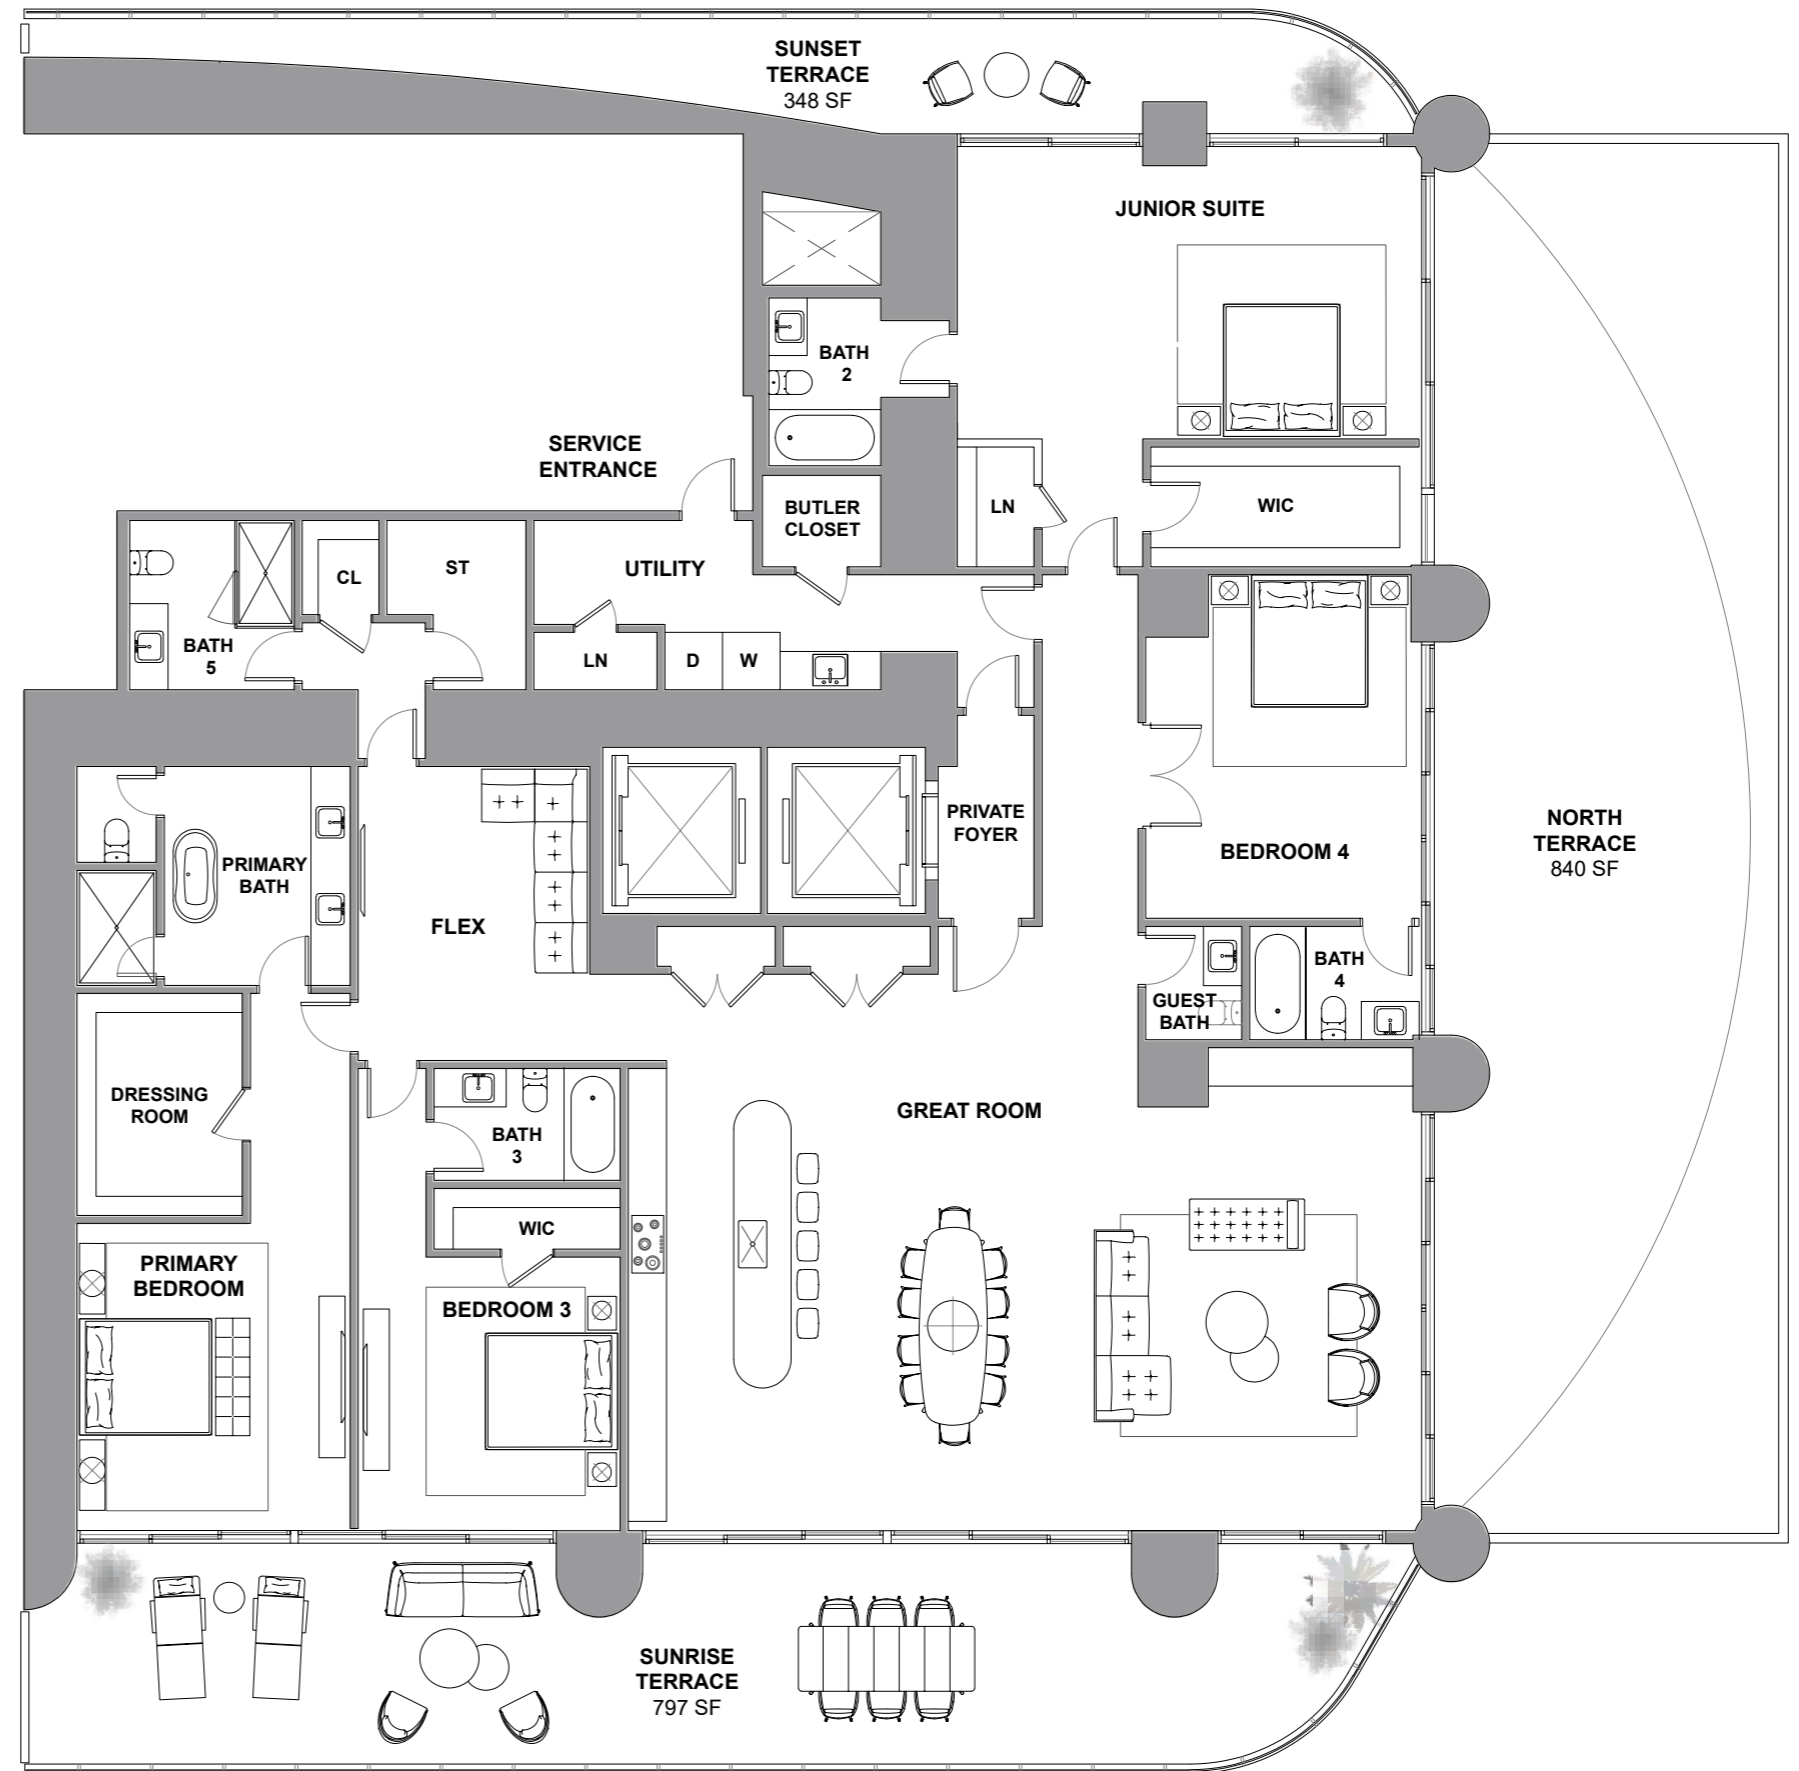 SUNSET
TERRACE
348 SF
JUNIOR SUITE
BATH
2
SERVICE
ENTRANCE
BUTLER
CLOSET
LN
WIC
CL
ST
UTILITY
BATH
5
LN
D
W
PRIVATE
FOYER
BEDROOM 4
NORTH
TERRACE
840 SF
PRIMARY
BATH
FLEX
BATH
4
GUEST
BATH
DRESSING
ROOM
BATH
3
GREAT ROOM
WIC
PRIMARY
BEDROOM
BEDROOM 3
SUNRISE
TERRACE
797 SF